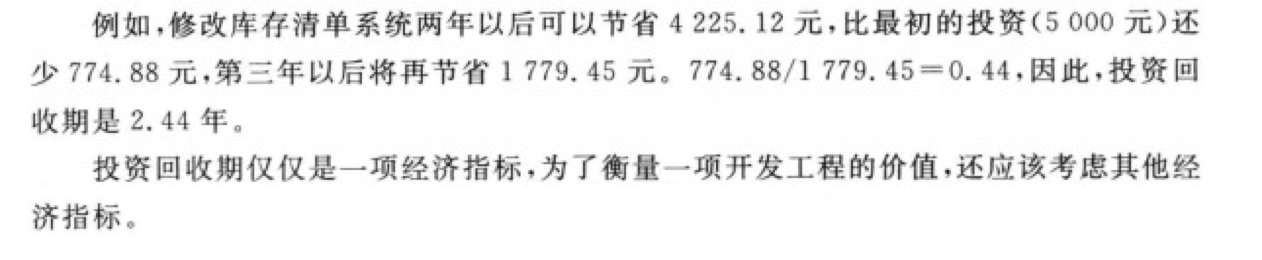 例如,修改库存清单系统两年以后可以节省 4 225.12 元,比最初的投资(5 000 元)还
少 774.88 元,第三年以后将再节省 1 779.45 元。774.88/1 779.45=0.44,因此,投资回
收期是 2.44 年。
投资回收期仅仅是一项经济指标,为了衡量一项开发工程的价值,还应该考虑其他经
济指标。